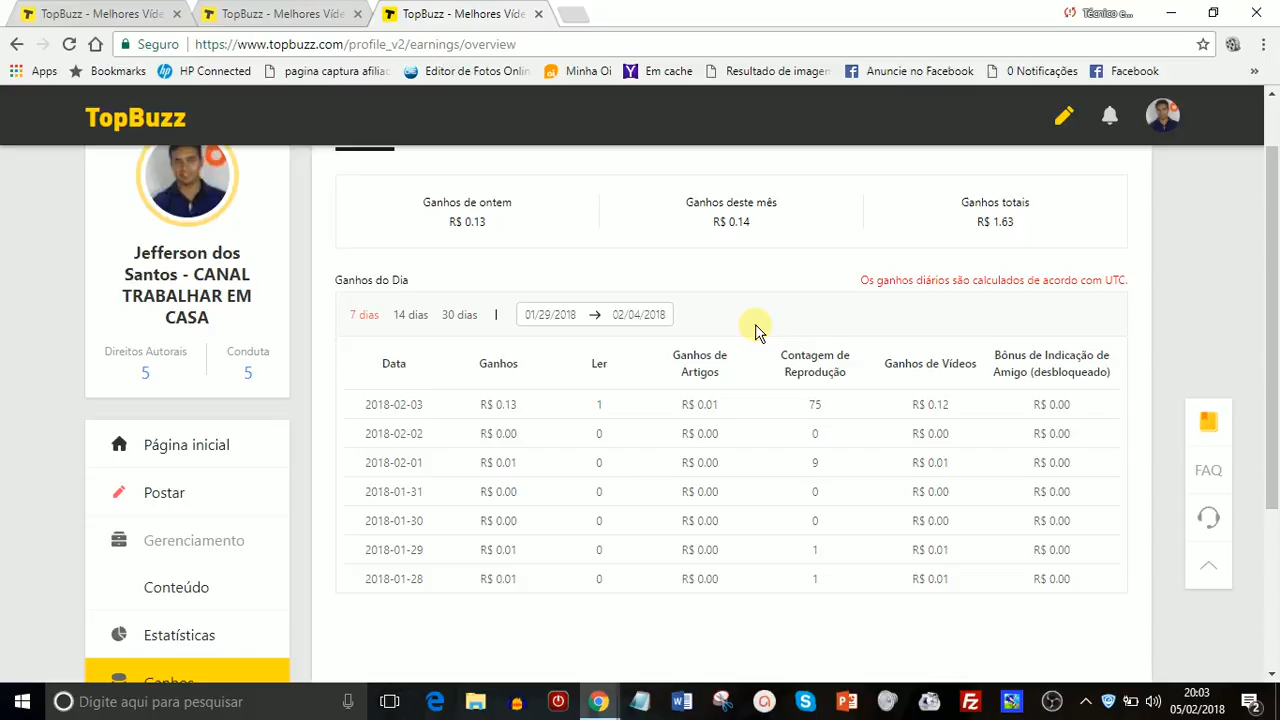 TopBuzz - Melhores Víde
TopBuzz - Melhores Víde
TopBuzz - Melhores Víde
Técnico e...
Seguro
https://www.topbuzz.com/profile_v2/earnings/overview
Apps
Bookmarks
HP Connected
pagina captura afiliac
Editor de Fotos Onlin
Minha Oi
Em cache
Resultado de imagem
Anuncie no Facebook
0 Notificações
Facebook
»
TopBuzz
Jefferson dos
Santos - CANAL
TRABALHAR EM
CASA
Direitos Autorais Conduta
5 5
Página inicial
Postar
Gerenciamento
Conteúdo
Estatísticas
Ganhos
Ganhos de ontem Ganhos deste mês Ganhos totais
R$ 0.13 R$ 0.14 R$ 1.63
Ganhos do Dia Os ganhos diários são calculados de acordo com UTC.
7 dias 14 dias 30 dias 01/29/2018 → 02/04/2018
Data Ganhos Ler Ganhos de Artigos Contagem de Reprodução Ganhos de Vídeos Bônus de Indicação de Amigo (desbloqueado)
2018-02-03 R$ 0.13 1 R$ 0.01 75 R$ 0.12 R$ 0.00
2018-02-02 R$ 0.00 0 R$ 0.00 0 R$ 0.00 R$ 0.00
2018-02-01 R$ 0.01 0 R$ 0.00 9 R$ 0.01 R$ 0.00
2018-01-31 R$ 0.00 0 R$ 0.00 0 R$ 0.00 R$ 0.00
2018-01-30 R$ 0.00 0 R$ 0.00 0 R$ 0.00 R$ 0.00
2018-01-29 R$ 0.01 0 R$ 0.00 1 R$ 0.01 R$ 0.00
2018-01-28 R$ 0.01 0 R$ 0.00 1 R$ 0.01 R$ 0.00
FAQ
Digite aqui para pesquisar
20:03
05/02/2018
2